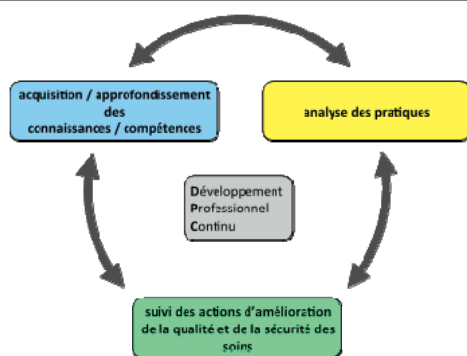 acquisition / approfondissement
des
connaissances / compétences
analyse des pratiques
Développement
Professionnel
Continu
suivi des actions d'amélioration
de la qualité et de la sécurité des
soins